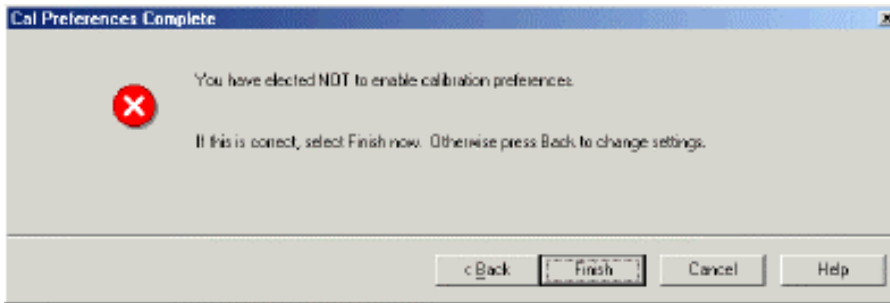 Cal Preferences Complete
You have elected NOT to enable calibration preferences.
If this is correct, select Finish now. Otherwise press Back to change settings.
< Back
Finish
Cancel
Help